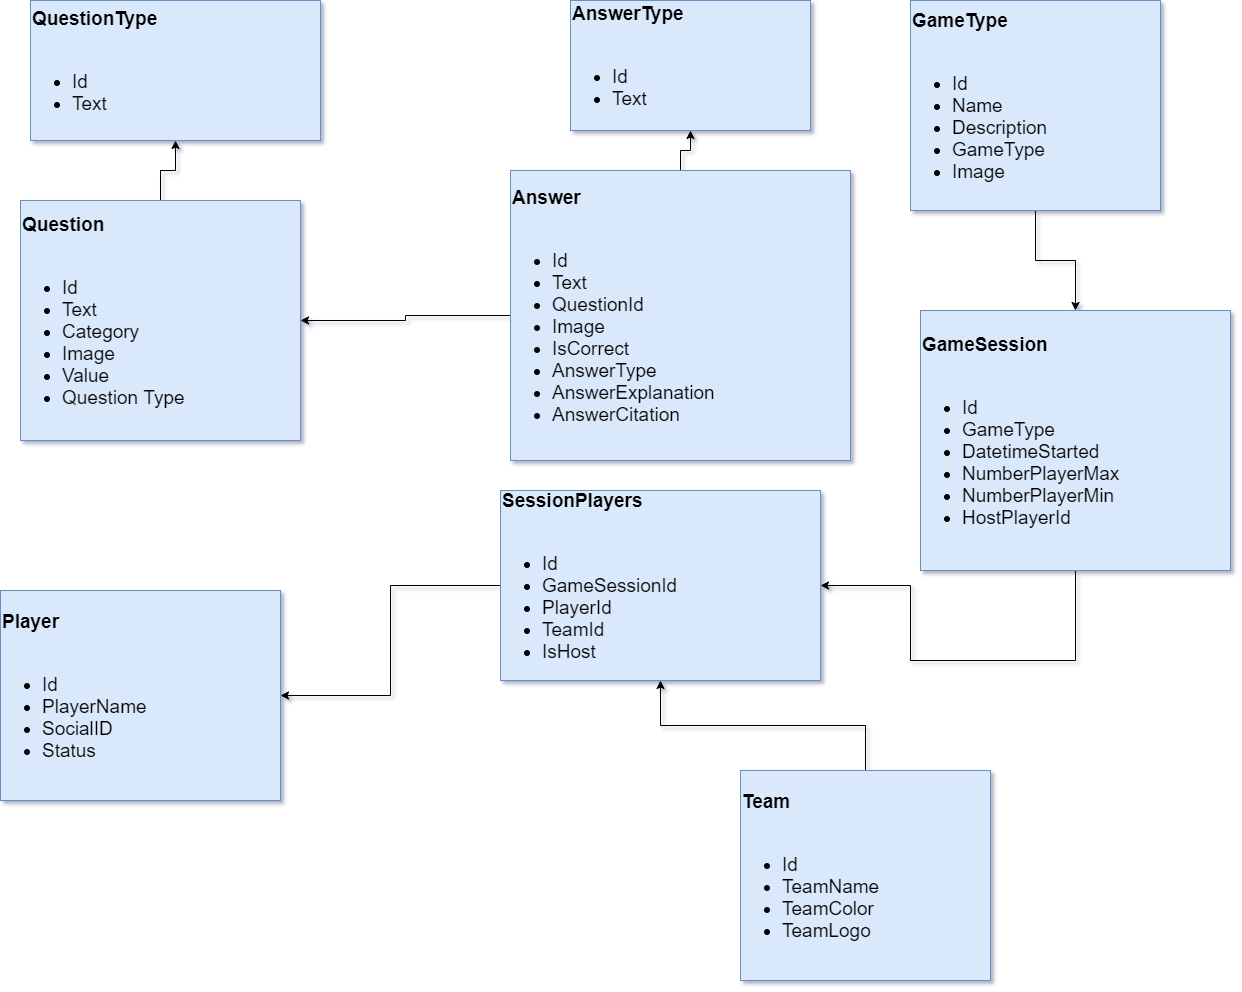 QuestionType
Id
Text
AnswerType
Id
Text
GameType
Id
Name
Description
GameType
Image
Question
Id
Text
Category
Image
Value
Question Type
Answer
Id
Text
QuestionId
Image
IsCorrect
AnswerType
AnswerExplanation
AnswerCitation
GameSession
Id
GameType
DatetimeStarted
NumberPlayerMax
NumberPlayerMin
HostPlayerId
SessionPlayers
Id
GameSessionId
PlayerId
TeamId
IsHost
Player
Id
PlayerName
SocialID
Status
Team
Id
TeamName
TeamColor
TeamLogo